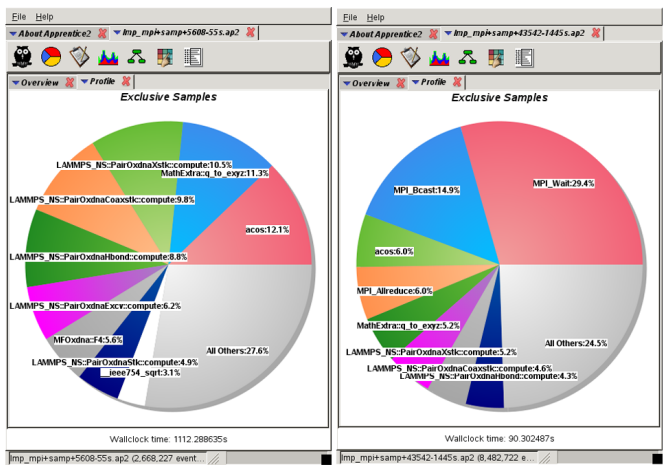 File Help
About Apprentice2 lmp_mpi+samp+5608-55s.ap2
Overview Profile
Exclusive Samples
LAMMPS_NS::PairOxdnaXstk::compute:10.5%
MathExtra::q_to_exyz:11.3%
LAMMPS_NS::PairOxdnaCoaxstk::compute:9.8%
acos:12.1%
LAMMPS_NS::PairOxdnaHbond::compute:8.8%
LAMMPS_NS::PairOxdnaExcv::compute:6.2%
MFOxdna::F4:5.6%
All Others:27.6%
LAMMPS_NS::PairOxdnaStk::compute:4.9%
__ieee754_sqrt:3.1%
Wallclock time: 1112.288635s
lmp_mpi+samp+5608-55s.ap2 (2,668,227 event...
File Help
About Apprentice2 lmp_mpi+samp+43542-1445s.ap2
Overview Profile
Exclusive Samples
MPI_Wait:29.4%
MPI_Bcast:14.9%
acos:6.0%
MPI_Allreduce:6.0%
MathExtra::q_to_exyz:5.2%
All Others:24.5%
LAMMPS_NS::PairOxdnaXstk::compute:5.2%
LAMMPS_NS::PairOxdnaCoaxstk::compute:4.6%
LAMMPS_NS::PairOxdnaHbond::compute:4.3%
Wallclock time: 90.302487s
lmp_mpi+samp+43542-1445s.ap2 (8,482,722 e...